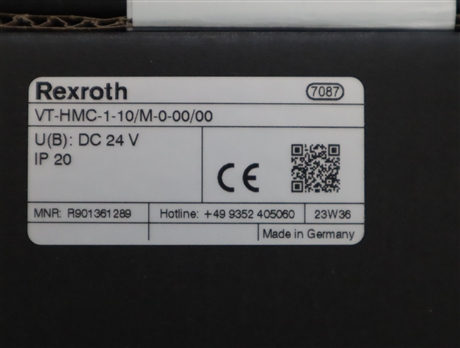 Rexroth 7087
VT-HMC-1-10/M-0-00/00
U(B): DC 24 V
IP 20
CE
MNR: R901361289 Hotline: +49 9352 405060 23W36
Made in Germany